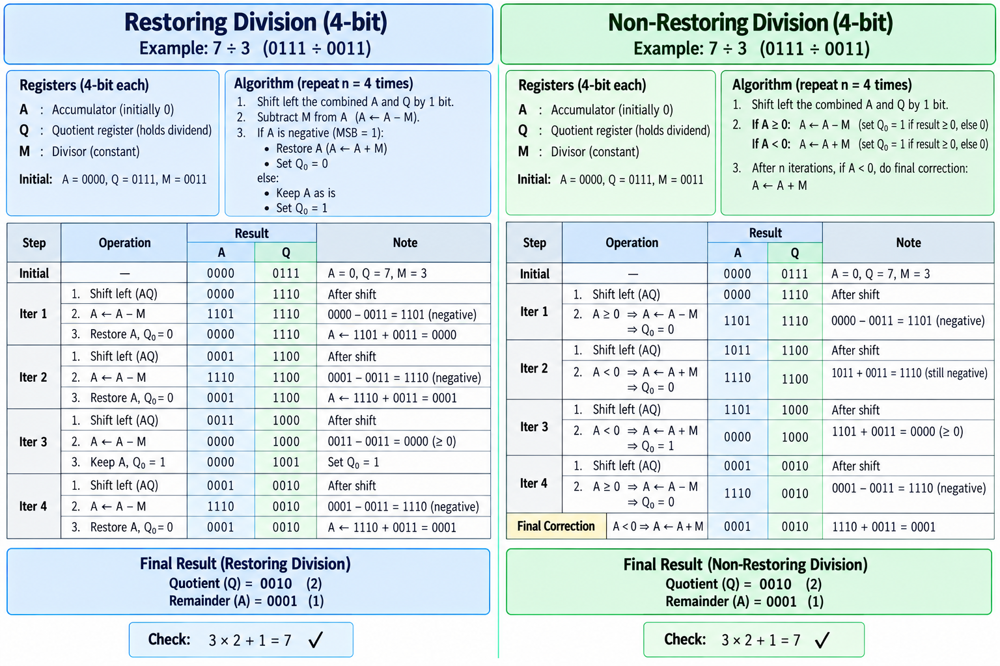 Restoring Division (4-bit)
Example: 7 ÷ 3 (0111 ÷ 0011)
Registers (4-bit each)
A : Accumulator (initially 0)
Q : Quotient register (holds dividend)
M : Divisor (constant)
Initial: A = 0000, Q = 0111, M = 0011
Algorithm (repeat n = 4 times)
1. Shift left the combined A and Q by 1 bit.
2. Subtract M from A (A ← A − M).
3. If A is negative (MSB = 1):
• Restore A (A ← A + M)
• Set Q₀ = 0
else:
• Keep A as is
• Set Q₀ = 1
Step Operation Result Note
A Q
Initial — 0000 0111 A = 0, Q = 7, M = 3
Iter 1
1. Shift left (AQ) 0000 1110 After shift
2. A ← A − M 1101 1110 0000 − 0011 = 1101 (negative)
3. Restore A, Q₀ = 0 0000 1110 A ← 1101 + 0011 = 0000
Iter 2
1. Shift left (AQ) 0001 1100 After shift
2. A ← A − M 1110 1100 0001 − 0011 = 1110 (negative)
3. Restore A, Q₀ = 0 0001 1100 A ← 1110 + 0011 = 0001
Iter 3
1. Shift left (AQ) 0011 1000 After shift
2. A ← A − M 0000 1000 0011 − 0011 = 0000 (≥ 0)
3. Keep A, Q₀ = 1 0000 1001 Set Q₀ = 1
Iter 4
1. Shift left (AQ) 0001 0010 After shift
2. A ← A − M 1110 0010 0001 − 0011 = 1110 (negative)
3. Restore A, Q₀ = 0 0001 0010 A ← 1110 + 0011 = 0001
Final Result (Restoring Division)
Quotient (Q) = 0010 (2)
Remainder (A) = 0001 (1)
Check: 3 × 2 + 1 = 7 ✓
Non-Restoring Division (4-bit)
Example: 7 ÷ 3 (0111 ÷ 0011)
Registers (4-bit each)
A : Accumulator (initially 0)
Q : Quotient register (holds dividend)
M : Divisor (constant)
Initial: A = 0000, Q = 0111, M = 0011
Algorithm (repeat n = 4 times)
1. Shift left the combined A and Q by 1 bit.
2. If A ≥ 0: A ← A − M (set Q₀ = 1 if result ≥ 0, else 0)
If A < 0: A ← A + M (set Q₀ = 1 if result ≥ 0, else 0)
3. After n iterations, if A < 0, do final correction:
A ← A + M
Step Operation Result Note
A Q
Initial — 0000 0111 A = 0, Q = 7, M = 3
Iter 1
1. Shift left (AQ) 0000 1110 After shift
2. A ≥ 0 ⇒ A ← A − M 1101 1110 0000 − 0011 = 1101 (negative)
⇒ Q₀ = 0
Iter 2
1. Shift left (AQ) 1011 1100 After shift
2. A < 0 ⇒ A ← A + M 1110 1100 1011 + 0011 = 1110 (still negative)
⇒ Q₀ = 0
Iter 3
1. Shift left (AQ) 1101 1000 After shift
2. A < 0 ⇒ A ← A + M 0000 1000 1101 + 0011 = 0000 (≥ 0)
⇒ Q₀ = 1
Iter 4
1. Shift left (AQ) 0001 0010 After shift
2. A ≥ 0 ⇒ A ← A − M 1110 0010 0001 − 0011 = 1110 (negative)
⇒ Q₀ = 0
Final Correction A < 0 ⇒ A ← A + M 0001 0010 1110 + 0011 = 0001
Final Result (Non-Restoring Division)
Quotient (Q) = 0010 (2)
Remainder (A) = 0001 (1)
Check: 3 × 2 + 1 = 7 ✓